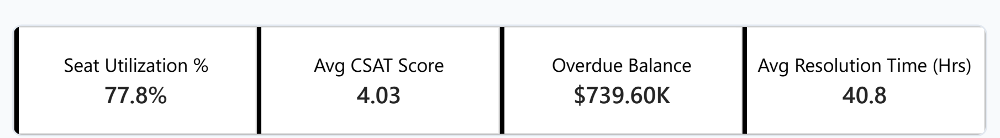 Seat Utilization %
77.8%
Avg CSAT Score
4.03
Overdue Balance
$739.60K
Avg Resolution Time (Hrs)
40.8